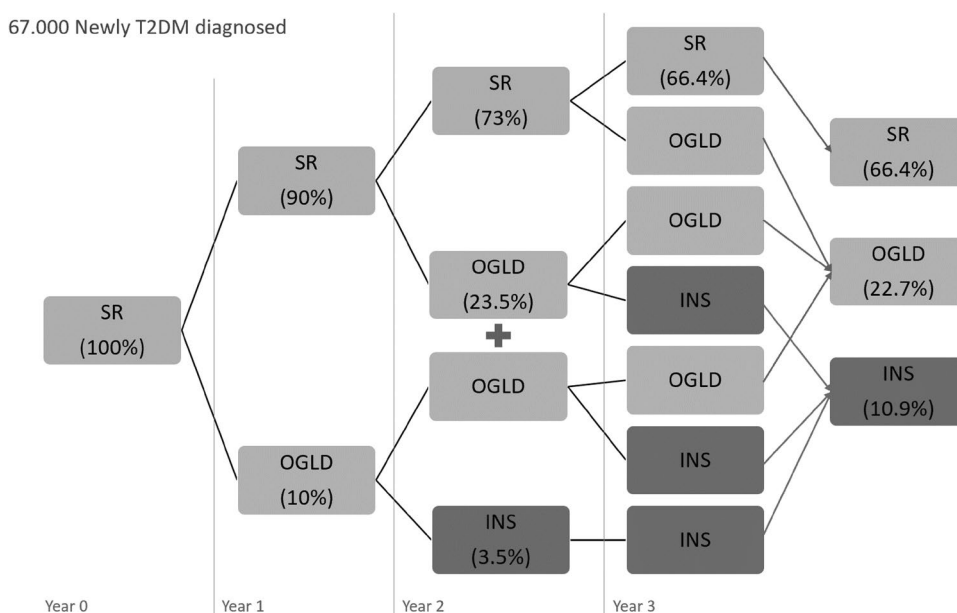 67.000 Newly T2DM diagnosed
SR
(100%)
SR
(90%)
OGLD
(10%)
SR
(73%)
OGLD
(23.5%)
OGLD
INS
(3.5%)
SR
(66.4%)
OGLD
OGLD
INS
OGLD
INS
INS
SR
(66.4%)
OGLD
(22.7%)
INS
(10.9%)
Year 0
Year 1
Year 2
Year 3